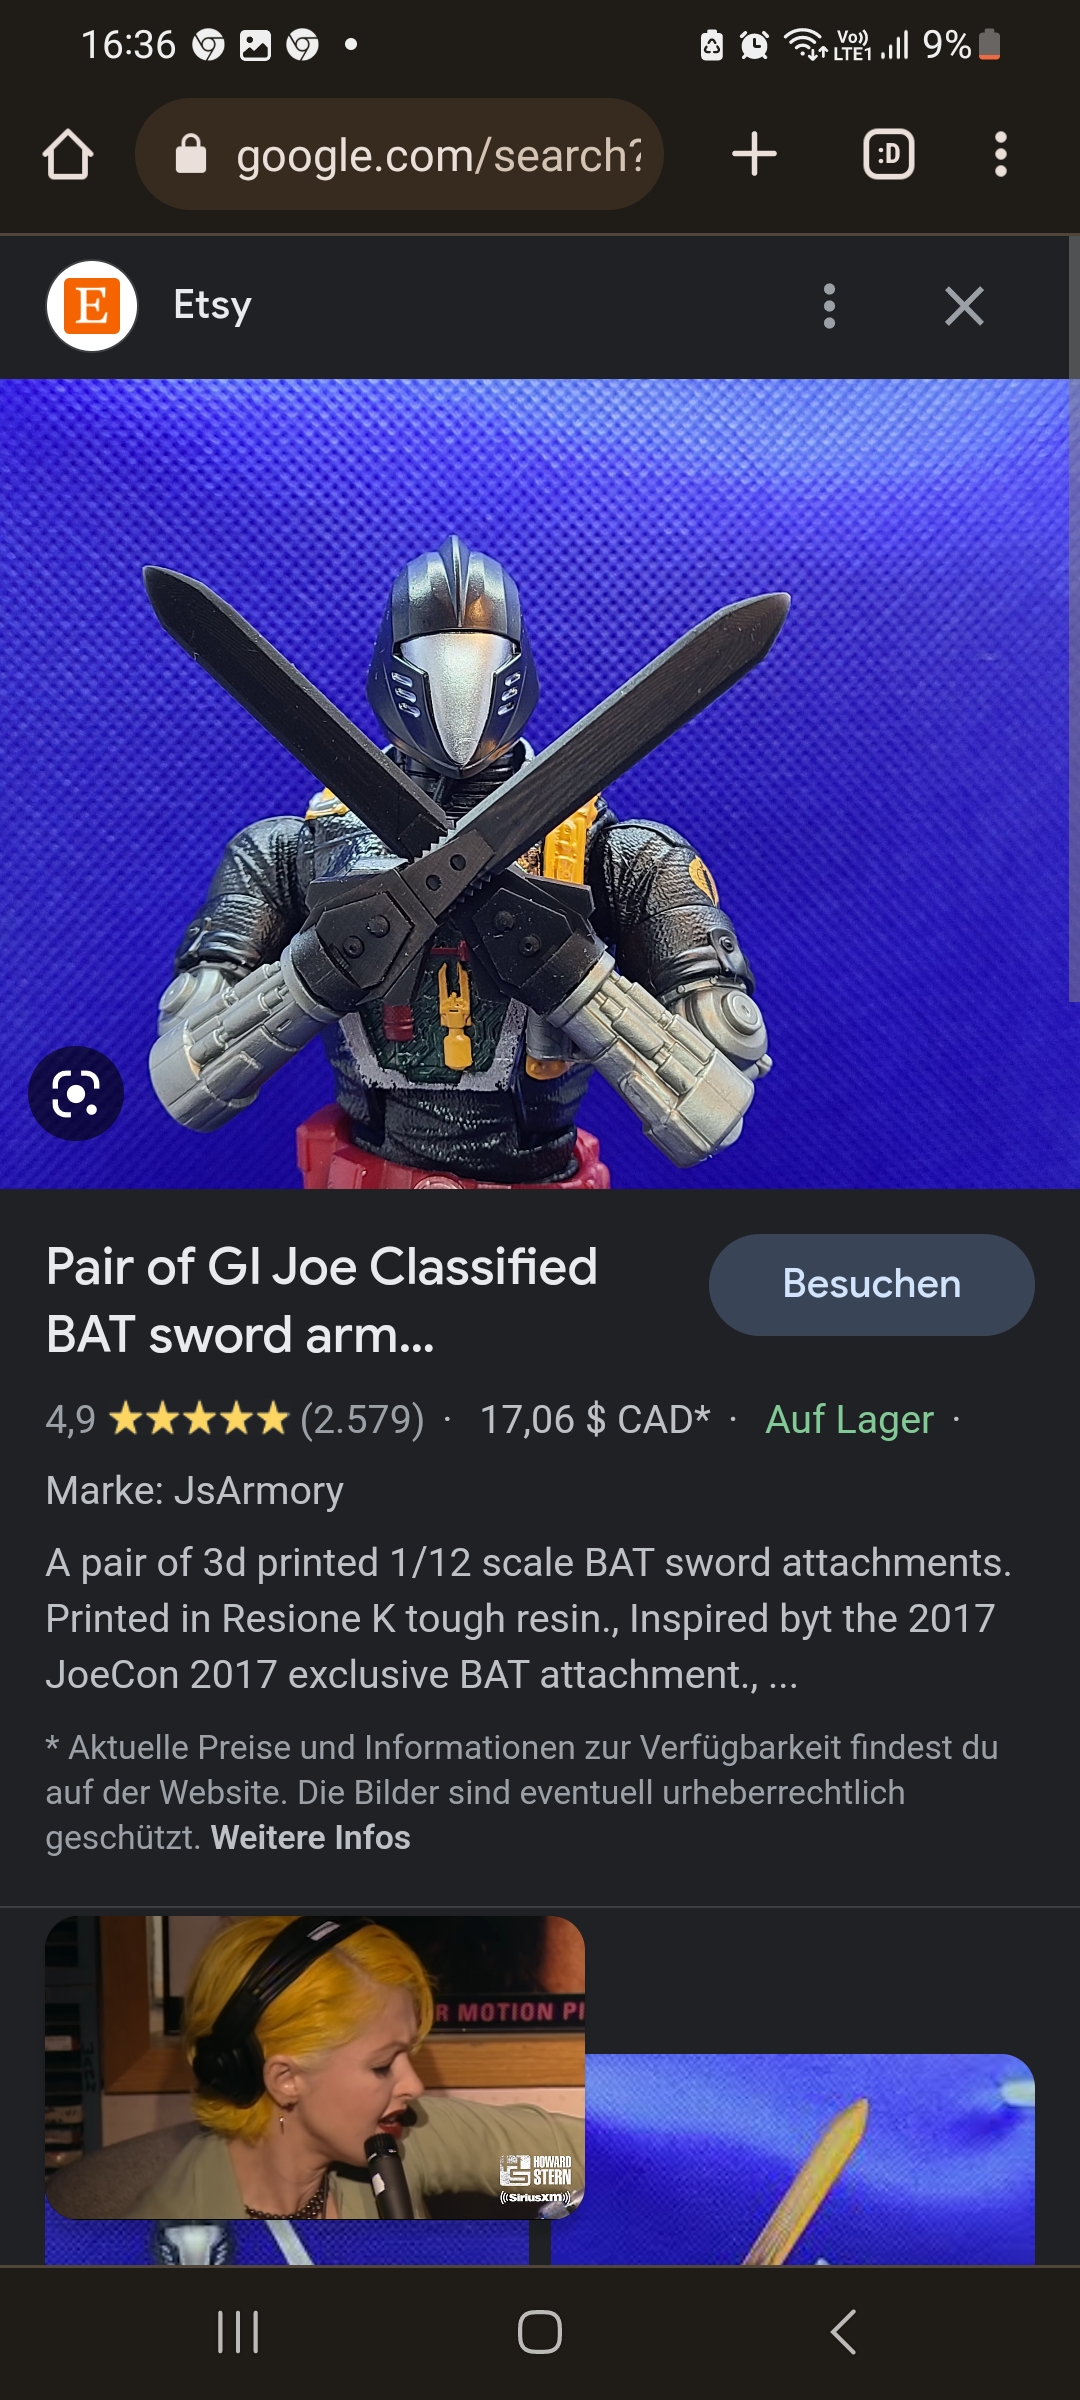 16:36
Vo))
LTE1
9%
google.com/search?
:D
E
Etsy
Pair of GI Joe Classified
BAT sword arm...
Besuchen
4,9 ★★★★★ (2.579) · 17,06 $ CAD* · Auf Lager ·
Marke: JsArmory
A pair of 3d printed 1/12 scale BAT sword attachments.
Printed in Resione K tough resin., Inspired byt the 2017
JoeCon 2017 exclusive BAT attachment., ...
* Aktuelle Preise und Informationen zur Verfügbarkeit findest du
auf der Website. Die Bilder sind eventuell urheberrechtlich
geschützt. Weitere Infos
R MOTION PI
HOWARD
STERN
((SiriusXM))